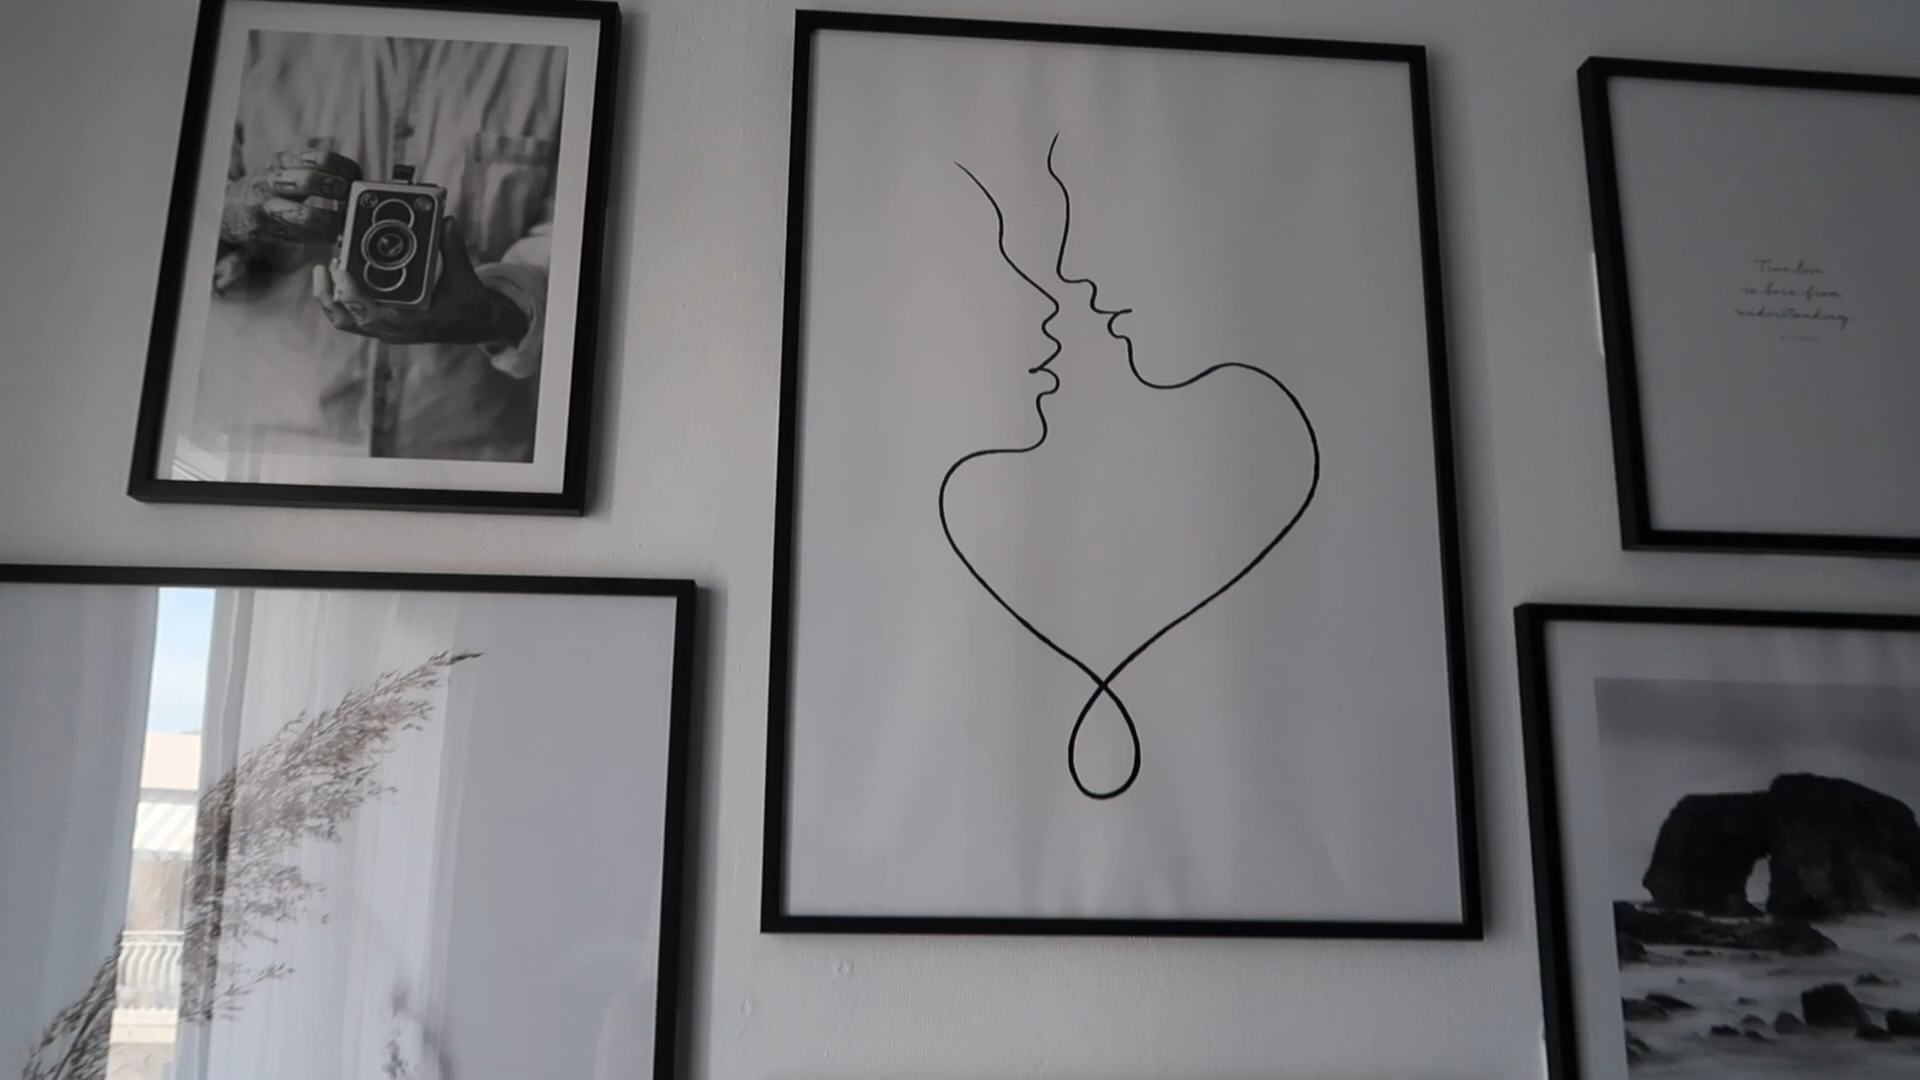 True love
is born from
understanding